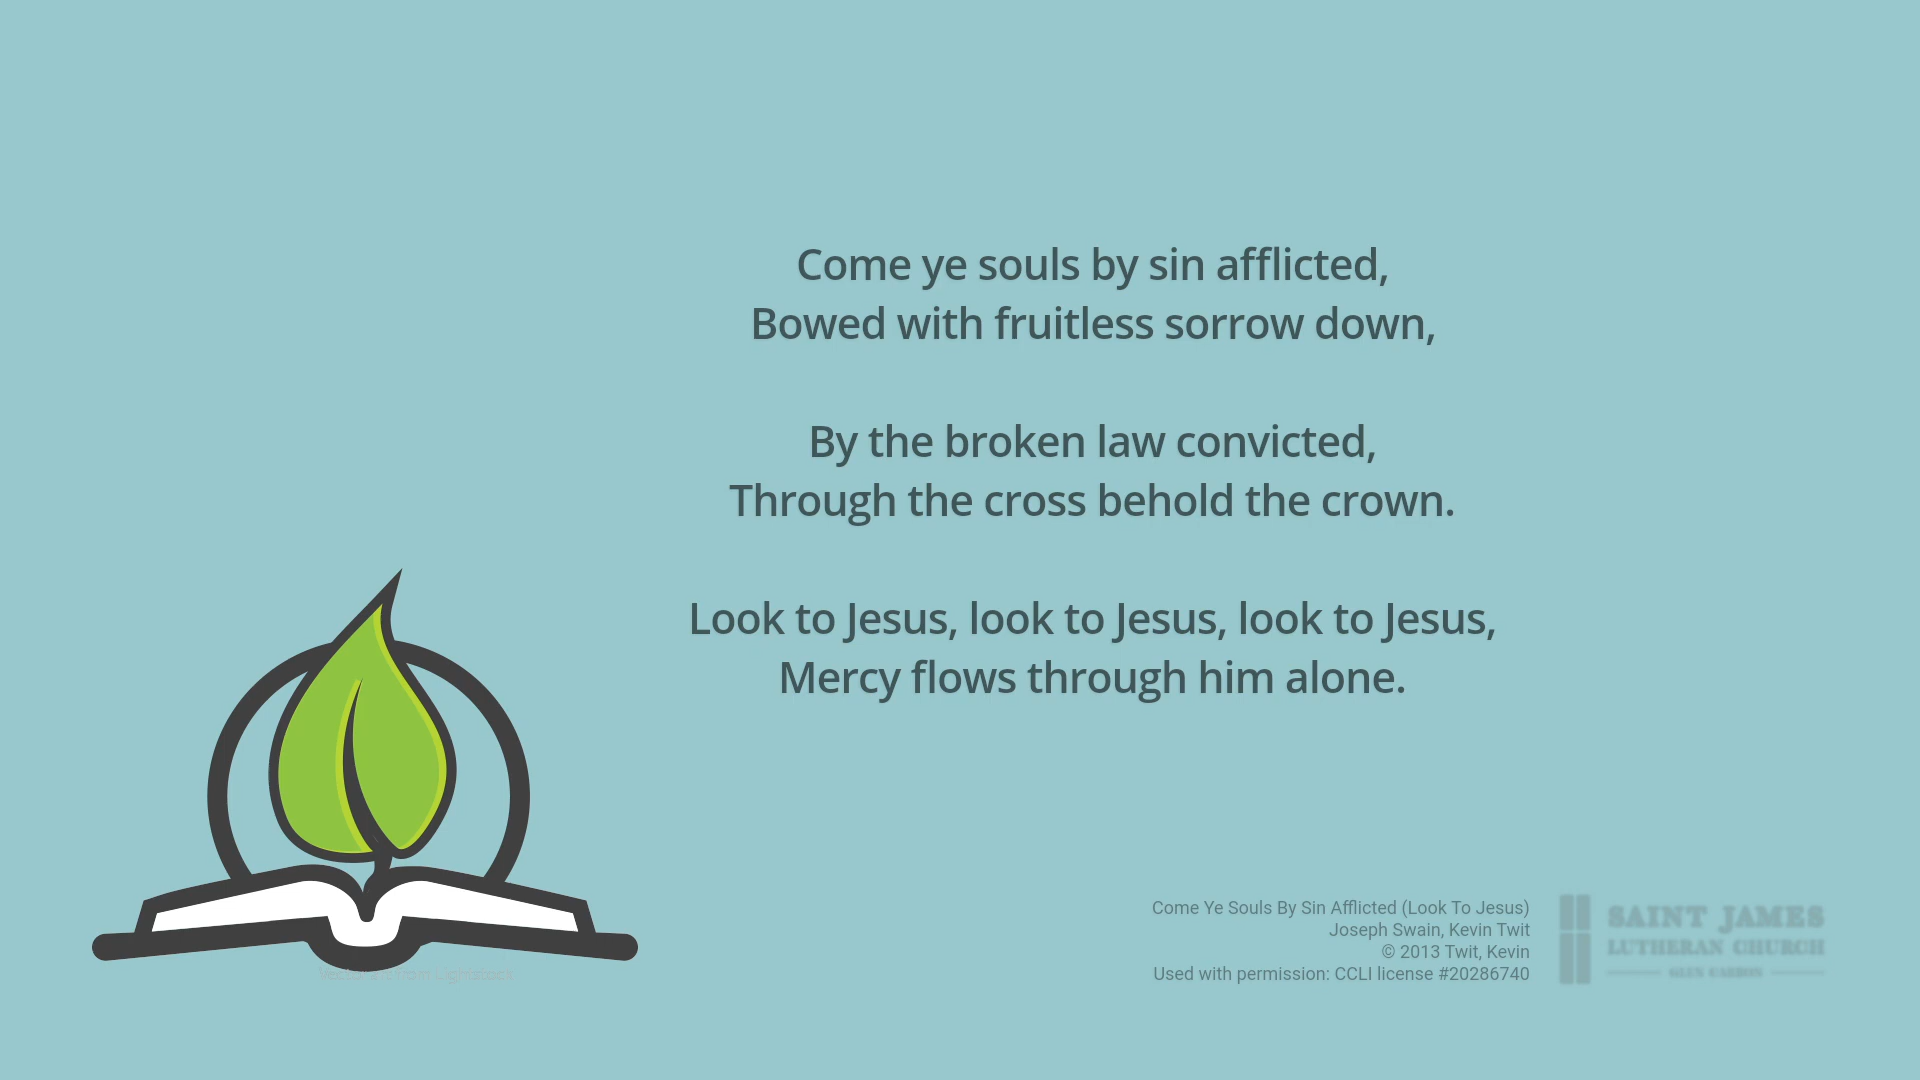 Come ye souls by sin afflicted,
Bowed with fruitless sorrow down,
By the broken law convicted,
Through the cross behold the crown.
Look to Jesus, look to Jesus, look to Jesus,
Mercy flows through him alone.
Come Ye Souls By Sin Afflicted (Look To Jesus)
Joseph Swain, Kevin Twit
© 2013 Twit, Kevin
Used with permission: CCLI license #20286740
SAINT JAMES
LUTHERAN CHURCH
GLEN CARBON